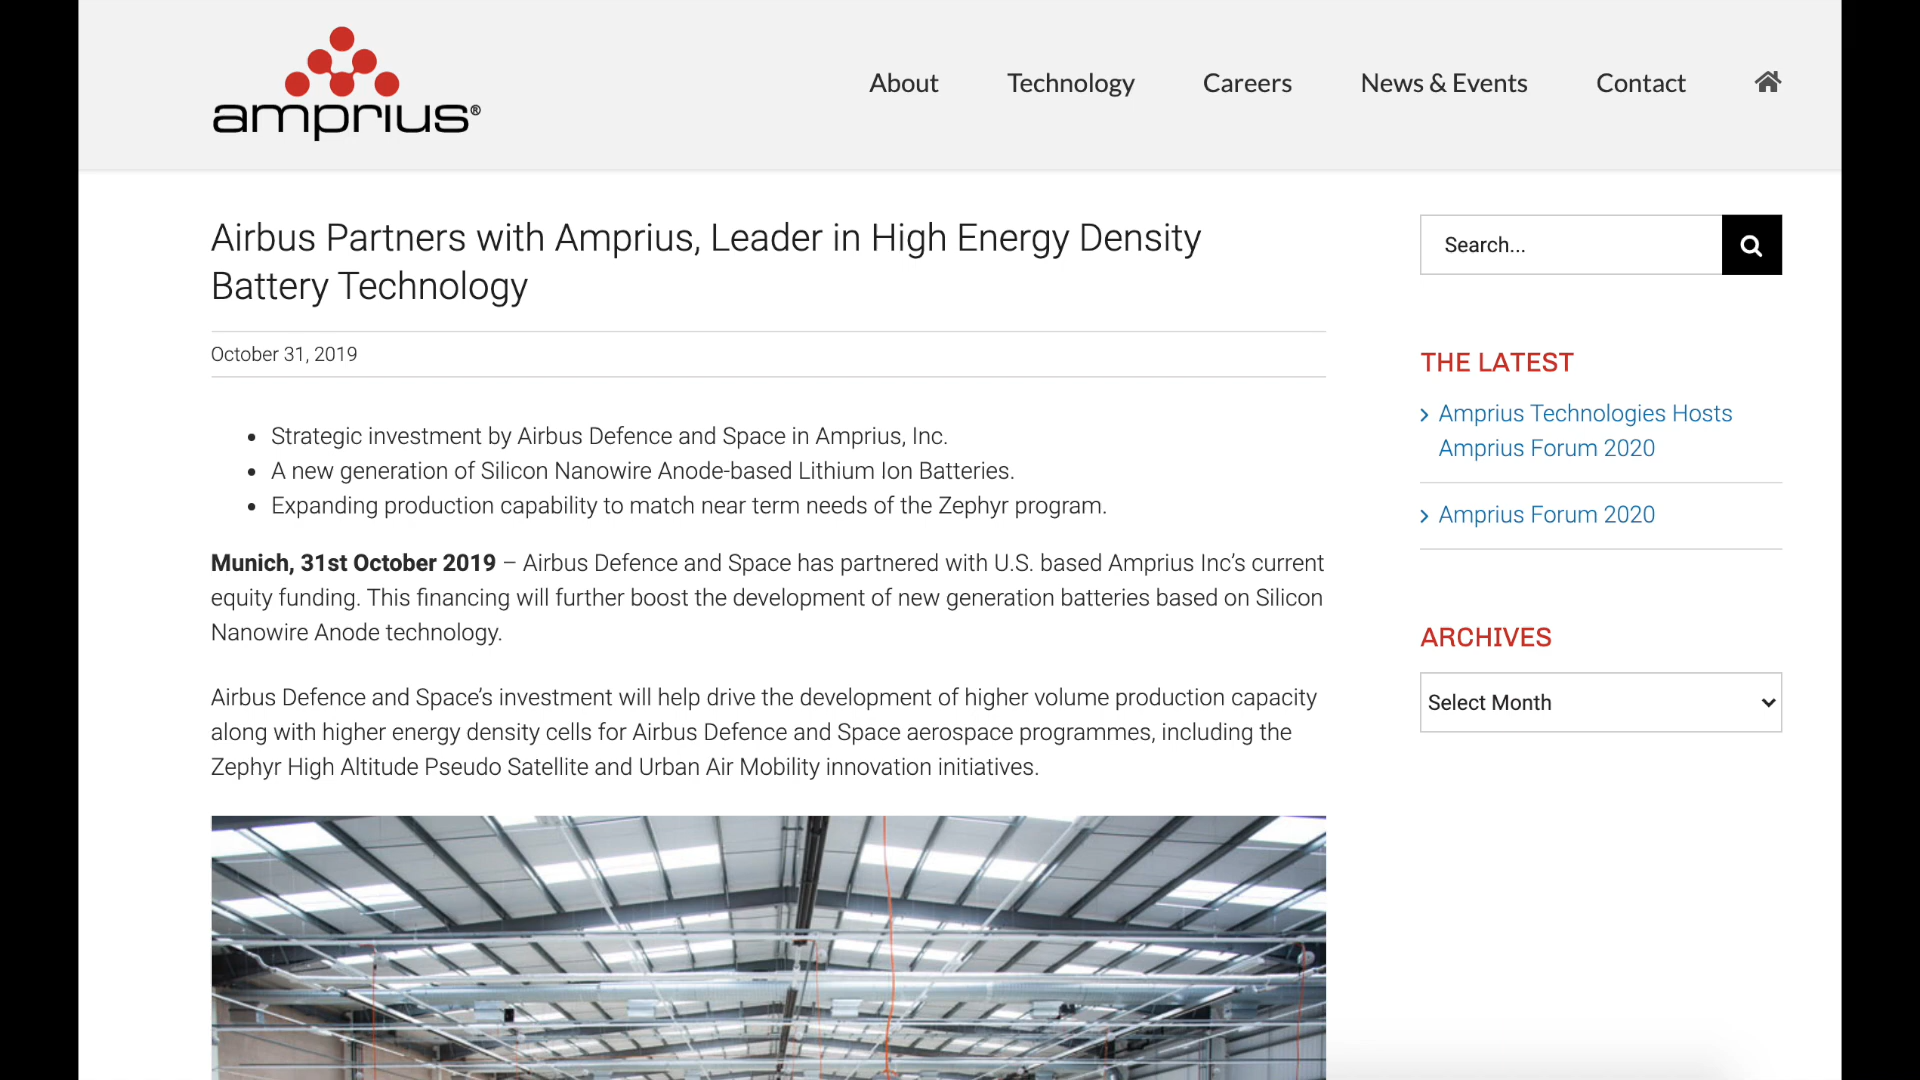 amprius®
About Technology Careers News & Events Contact
Airbus Partners with Amprius, Leader in High Energy Density
Battery Technology
October 31, 2019
• Strategic investment by Airbus Defence and Space in Amprius, Inc.
• A new generation of Silicon Nanowire Anode-based Lithium Ion Batteries.
• Expanding production capability to match near term needs of the Zephyr program.
Munich, 31st October 2019 – Airbus Defence and Space has partnered with U.S. based Amprius Inc’s current
equity funding. This financing will further boost the development of new generation batteries based on Silicon
Nanowire Anode technology.
Airbus Defence and Space’s investment will help drive the development of higher volume production capacity
along with higher energy density cells for Airbus Defence and Space aerospace programmes, including the
Zephyr High Altitude Pseudo Satellite and Urban Air Mobility innovation initiatives.
Search...
THE LATEST
Amprius Technologies Hosts
Amprius Forum 2020
Amprius Forum 2020
ARCHIVES
Select Month